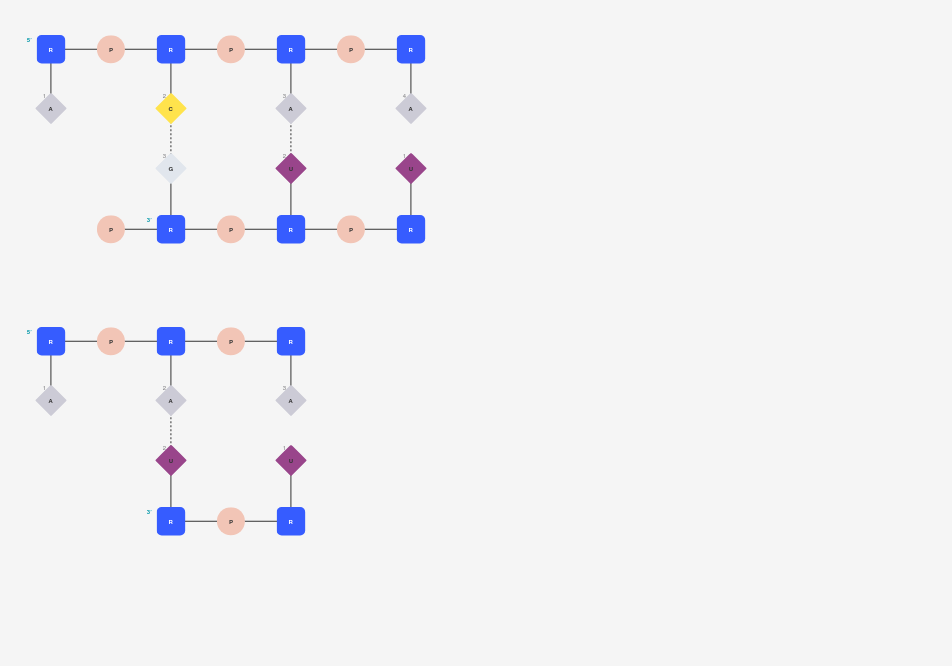 5' R P R P R P R
1 2 3 4
A C A A
3 2 1
G U U
3'
P R P R P R
5' R P R P R
1 2 3
A A A
2 1
U U
3'
R P R